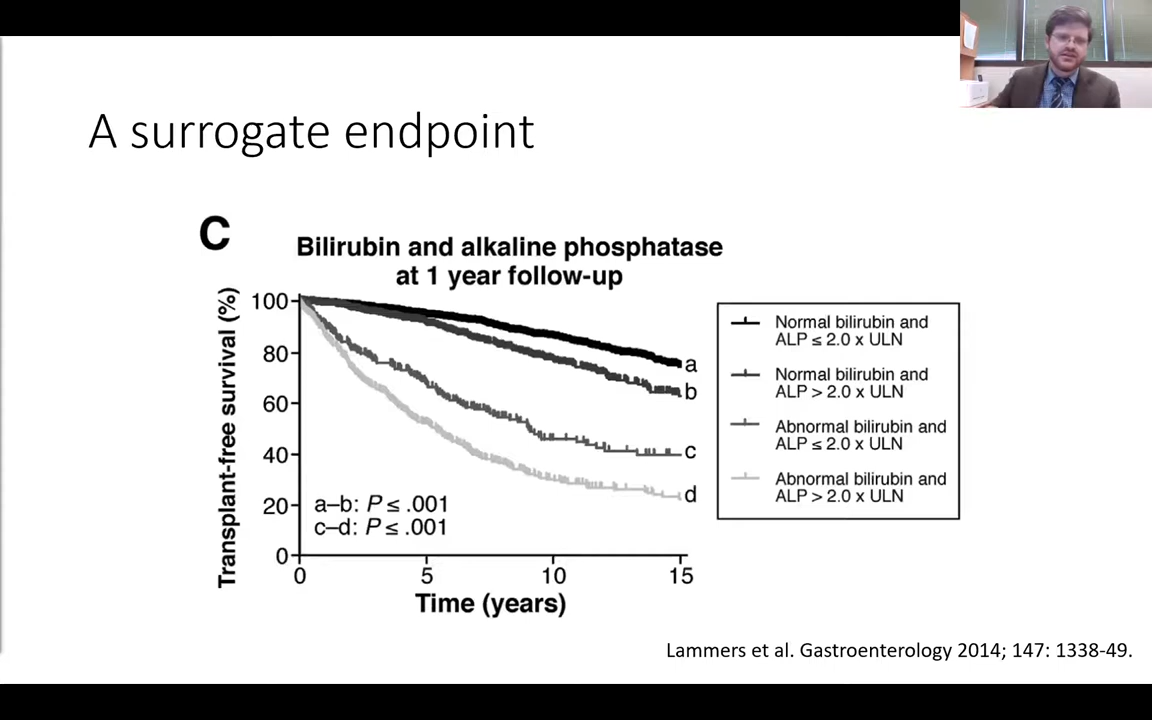 A surrogate endpoint
C
Bilirubin and alkaline phosphatase
at 1 year follow-up
Transplant-free survival (%)
100
80
60
40
20
0
a
b
c
d
a–b: P ≤ .001
c–d: P ≤ .001
0 5 10 15
Time (years)
Normal bilirubin and
ALP ≤ 2.0 x ULN
Normal bilirubin and
ALP > 2.0 x ULN
Abnormal bilirubin and
ALP ≤ 2.0 x ULN
Abnormal bilirubin and
ALP > 2.0 x ULN
Lammers et al. Gastroenterology 2014; 147: 1338-49.